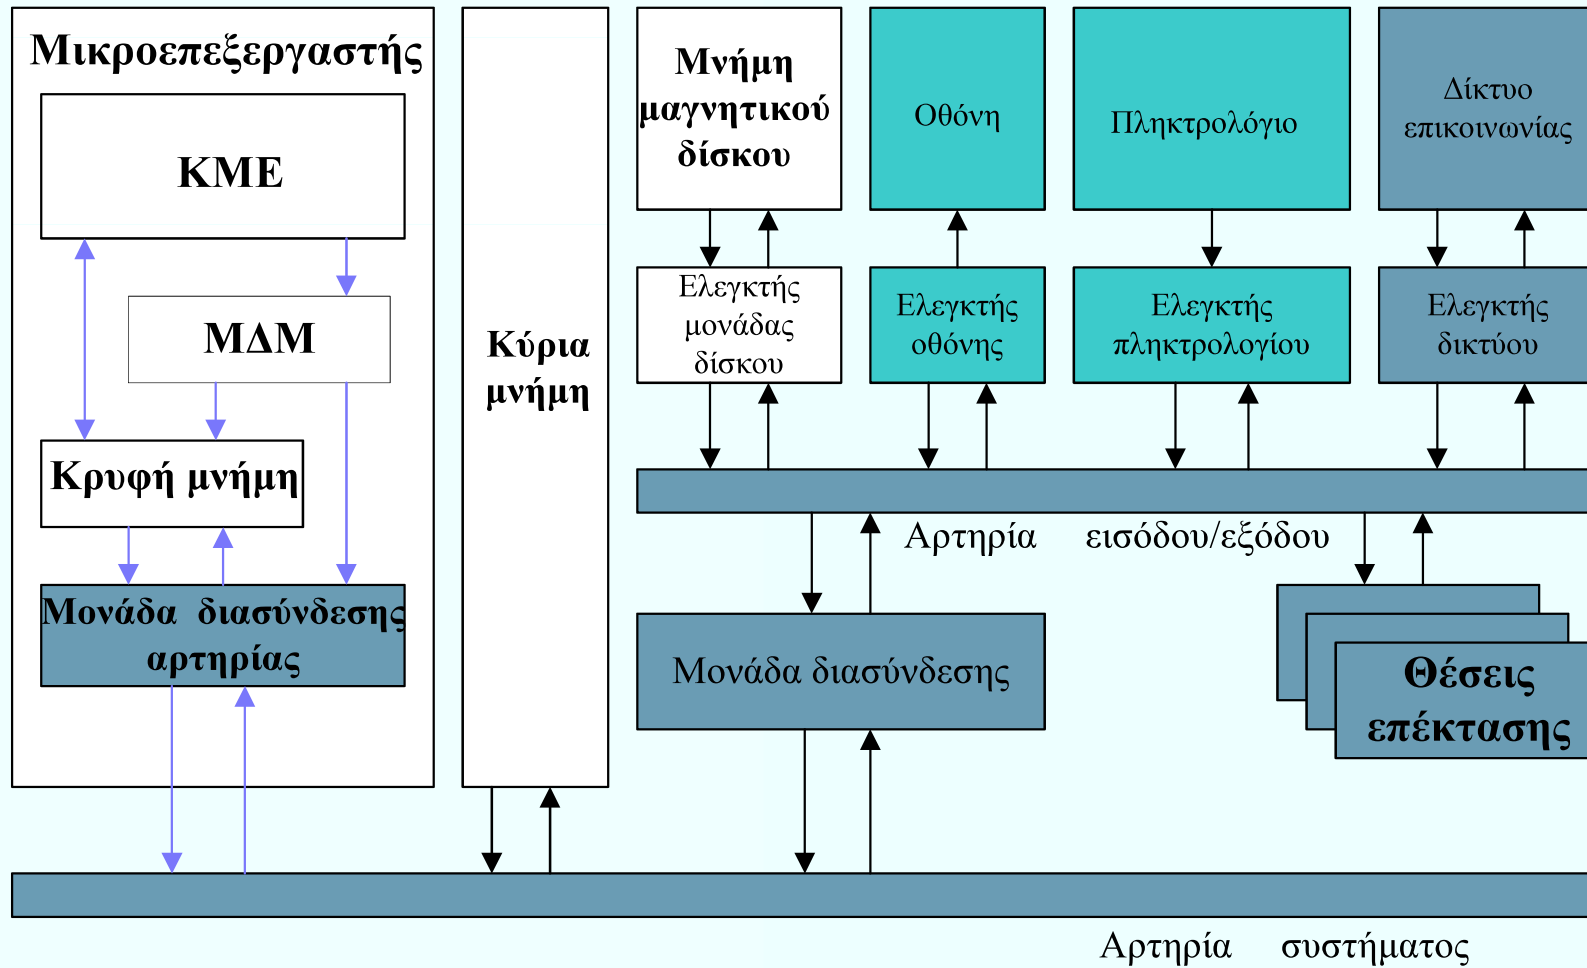 Μικροεπεξεργαστής
ΚΜΕ
ΜΔΜ
Κρυφή μνήμη
Μονάδα διασύνδεσης
αρτηρίας
Κύρια
μνήμη
Μνήμη
μαγνητικού
δίσκου
Οθόνη
Πληκτρολόγιο
Δίκτυο
επικοινωνίας
Ελεγκτής
μονάδας
δίσκου
Ελεγκτής
οθόνης
Ελεγκτής
πληκτρολογίου
Ελεγκτής
δικτύου
Αρτηρία εισόδου/εξόδου
Μονάδα διασύνδεσης
Θέσεις
επέκτασης
Αρτηρία συστήματος